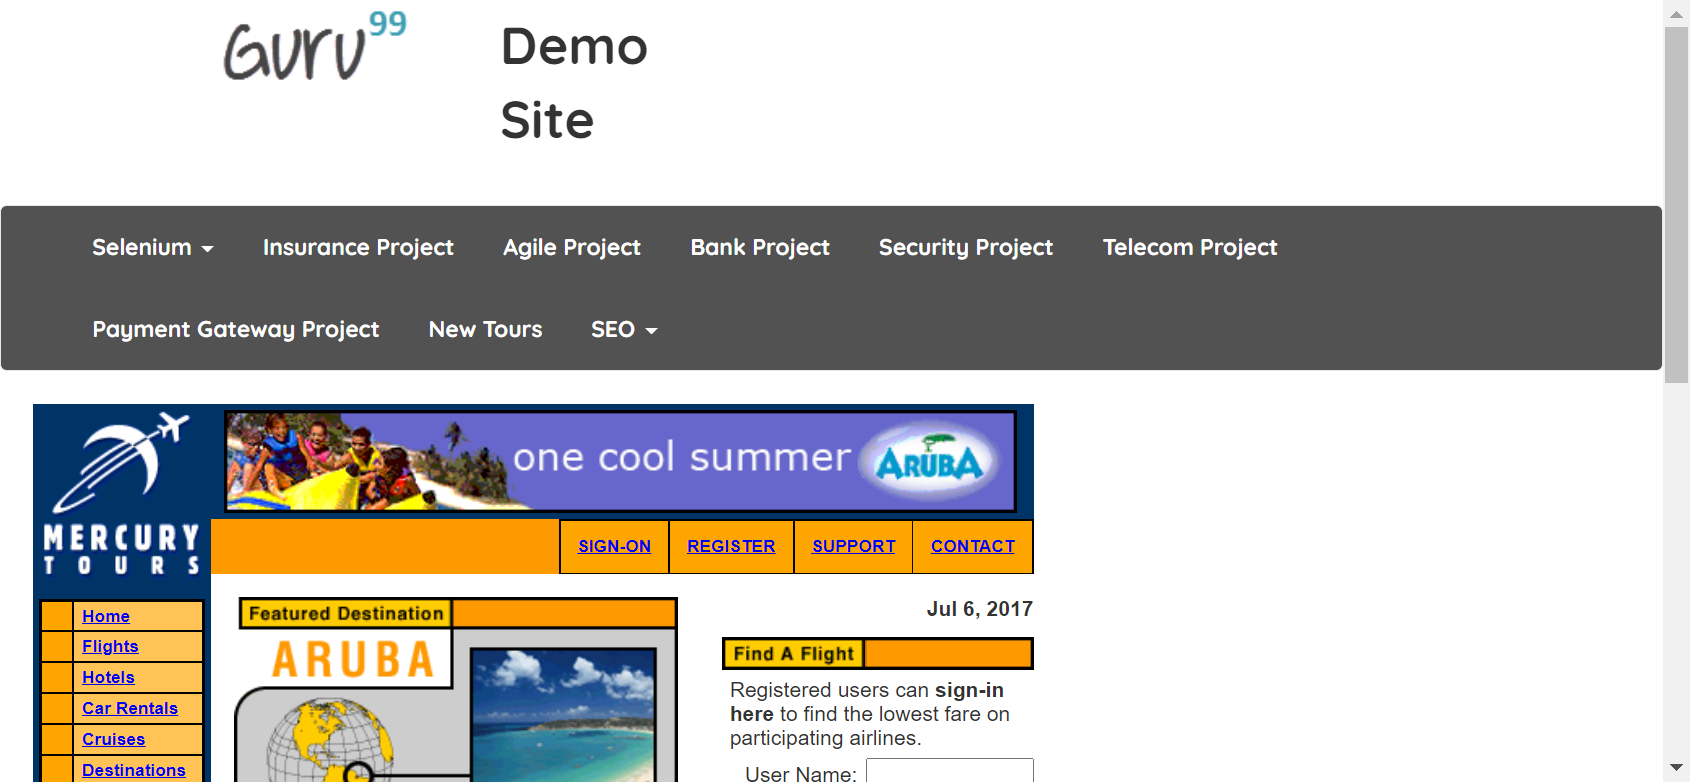 Guru99
Demo
Site
Selenium
Insurance Project
Agile Project
Bank Project
Security Project
Telecom Project
Payment Gateway Project
New Tours
SEO
MERCURY
TOURS
one cool summer
ARUBA
SIGN-ON
REGISTER
SUPPORT
CONTACT
Home
Flights
Hotels
Car Rentals
Cruises
Destinations
Featured Destination
ARUBA
Jul 6, 2017
Find A Flight
Registered users can sign-in
here to find the lowest fare on
participating airlines.
User Name: